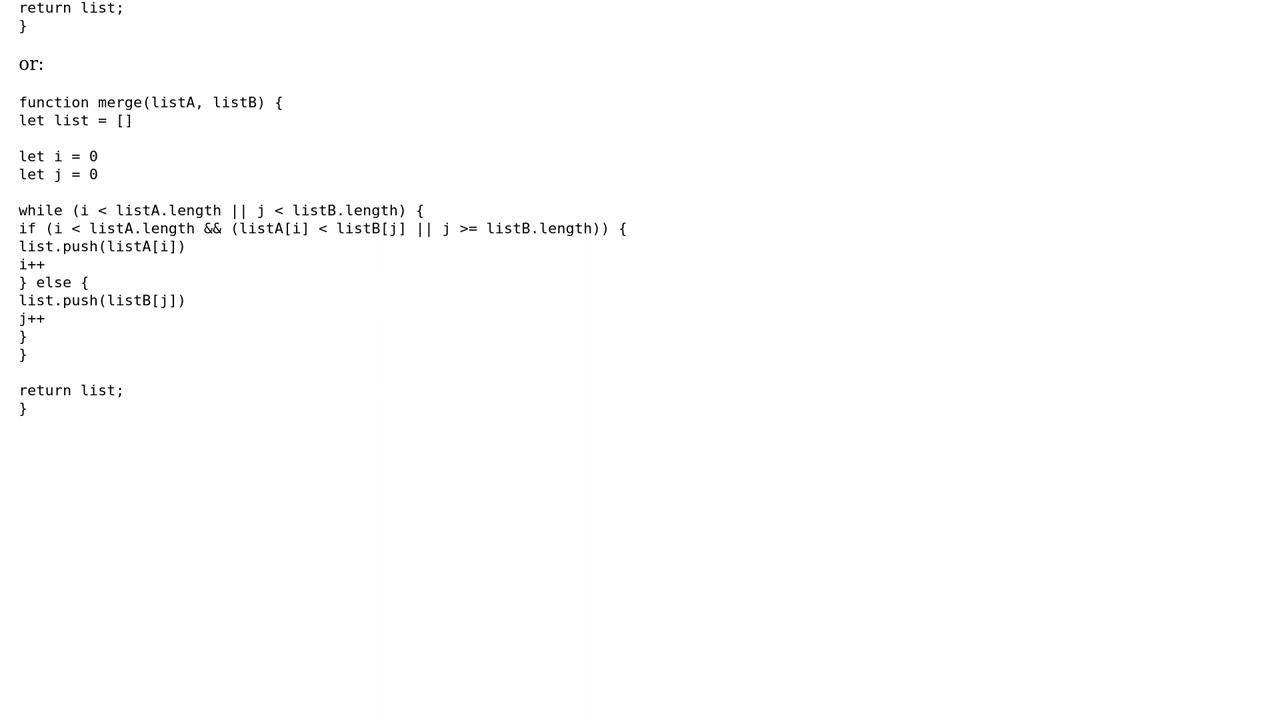 return list;
}
or:
function merge(listA, listB) {
let list = []
let i = 0
let j = 0
while (i < listA.length || j < listB.length) {
if (i < listA.length && (listA[i] < listB[j] || j >= listB.length)) {
list.push(listA[i])
i++
} else {
list.push(listB[j])
j++
}
}
return list;
}